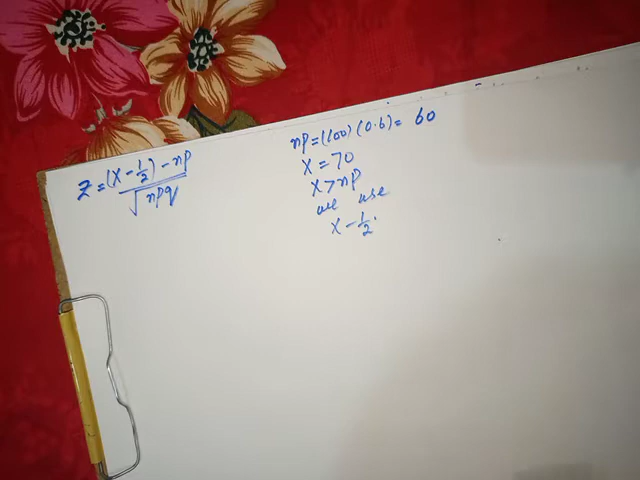 Z = (X - 1/2) - np / √npq
np = (100) (0.6) = 60
X = 70
X > np
we use
X - 1/2.